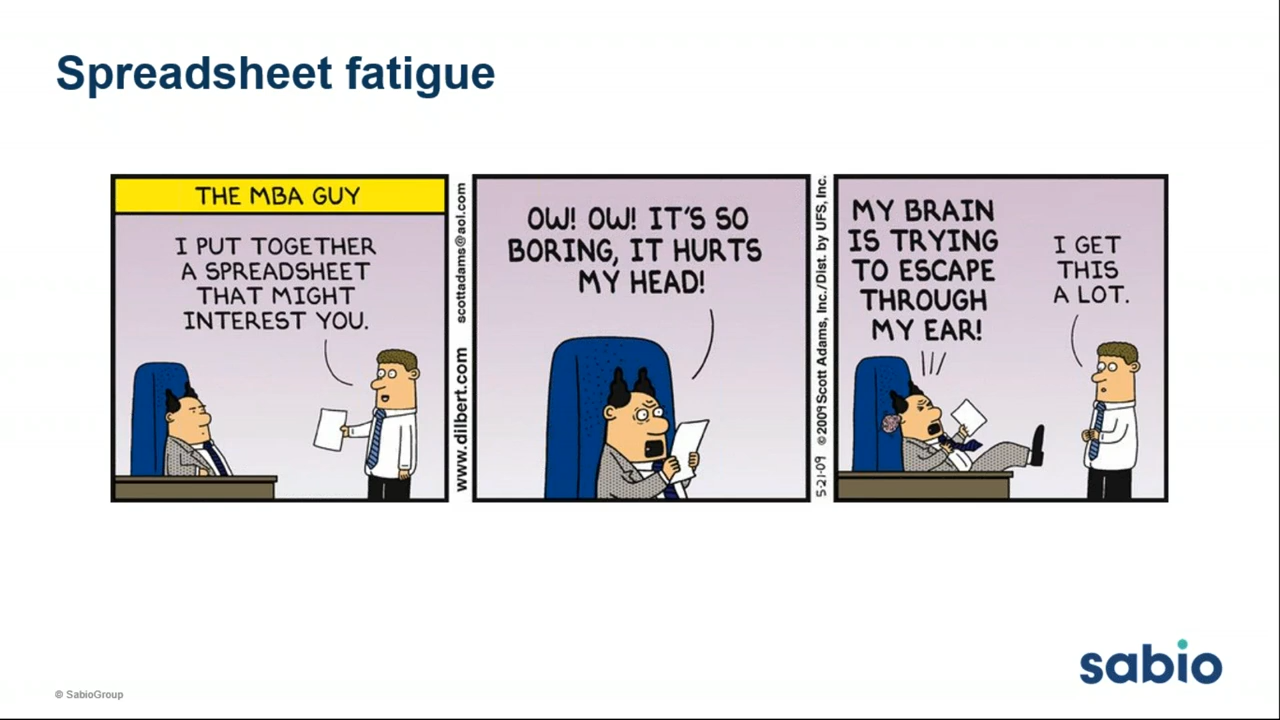 Spreadsheet fatigue
THE MBA GUY
I PUT TOGETHER
A SPREADSHEET
THAT MIGHT
INTEREST YOU.
www.dilbert.com scottadams@aol.com
OW! OW! IT'S SO
BORING, IT HURTS
MY HEAD!
5-21-09 ©2009 Scott Adams, Inc./Dist. by UFS, Inc.
MY BRAIN
IS TRYING
TO ESCAPE
THROUGH
MY EAR!
I GET
THIS
A LOT.
sabio
© SabioGroup